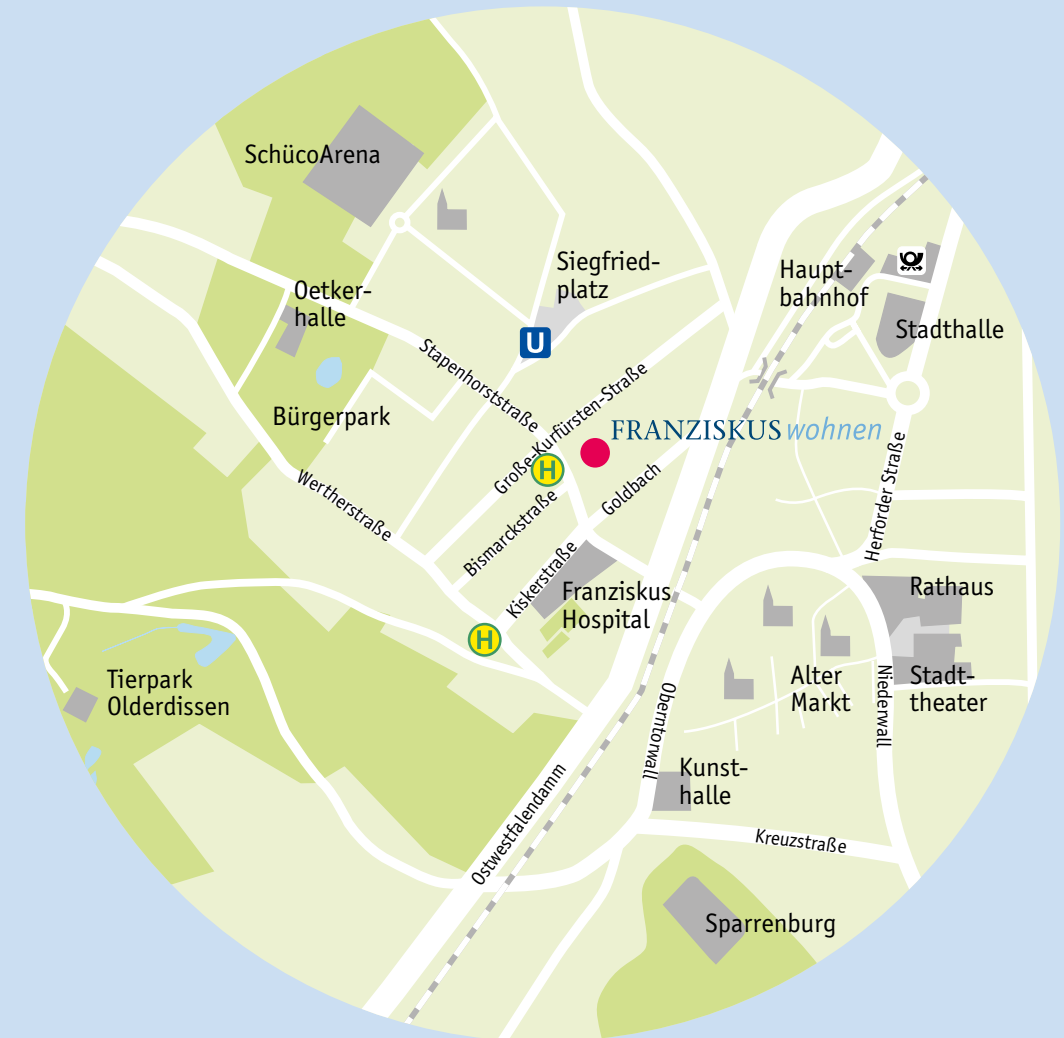 SchücoArena
Siegfried-
platz
Haupt-
bahnhof
Oetker-
halle
Stadthalle
U
Stapenhorststraße
Große-Kurfürsten-Straße
Bürgerpark
FRANZISKUS wohnen
H
Goldbach
Herforder Straße
Wertherstraße
Bismarckstraße
Kiskerstraße
Franziskus
Hospital
Rathaus
H
Tierpark
Olderdissen
Alter
Markt
Niederwall
Stadt-
theater
Oberntorwall
Kunst-
halle
Ostwestfalendamm
Kreuzstraße
Sparrenburg